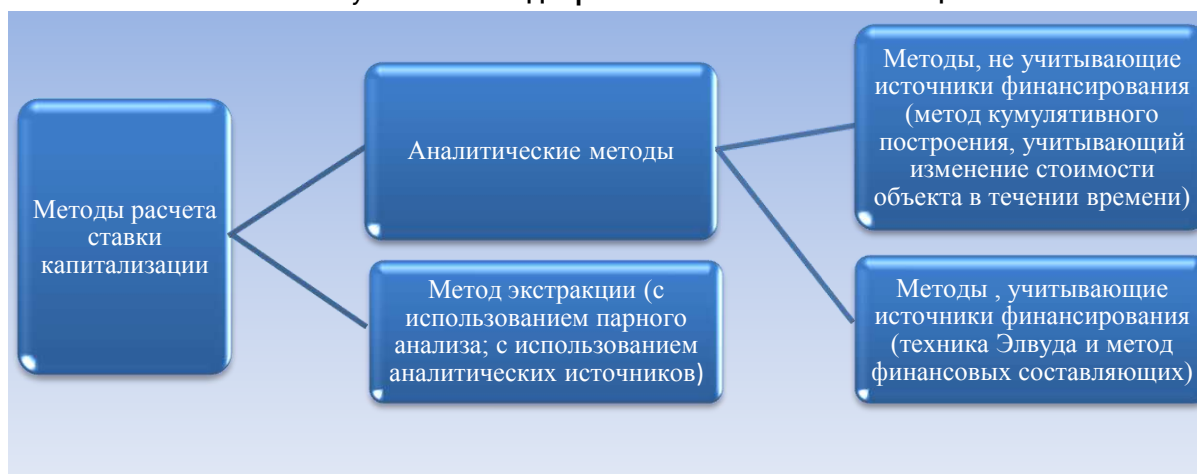 Методы расчета
ставки
капитализации
Аналитические методы
Метод экстракции (с
использованием парного
анализа; с использованием
аналитических источников)
Методы, не учитывающие
источники финансирования
(метод кумулятивного
построения, учитывающий
изменение стоимости
объекта в течении времени)
Методы , учитывающие
источники финансирования
(техника Элвуда и метод
финансовых составляющих)